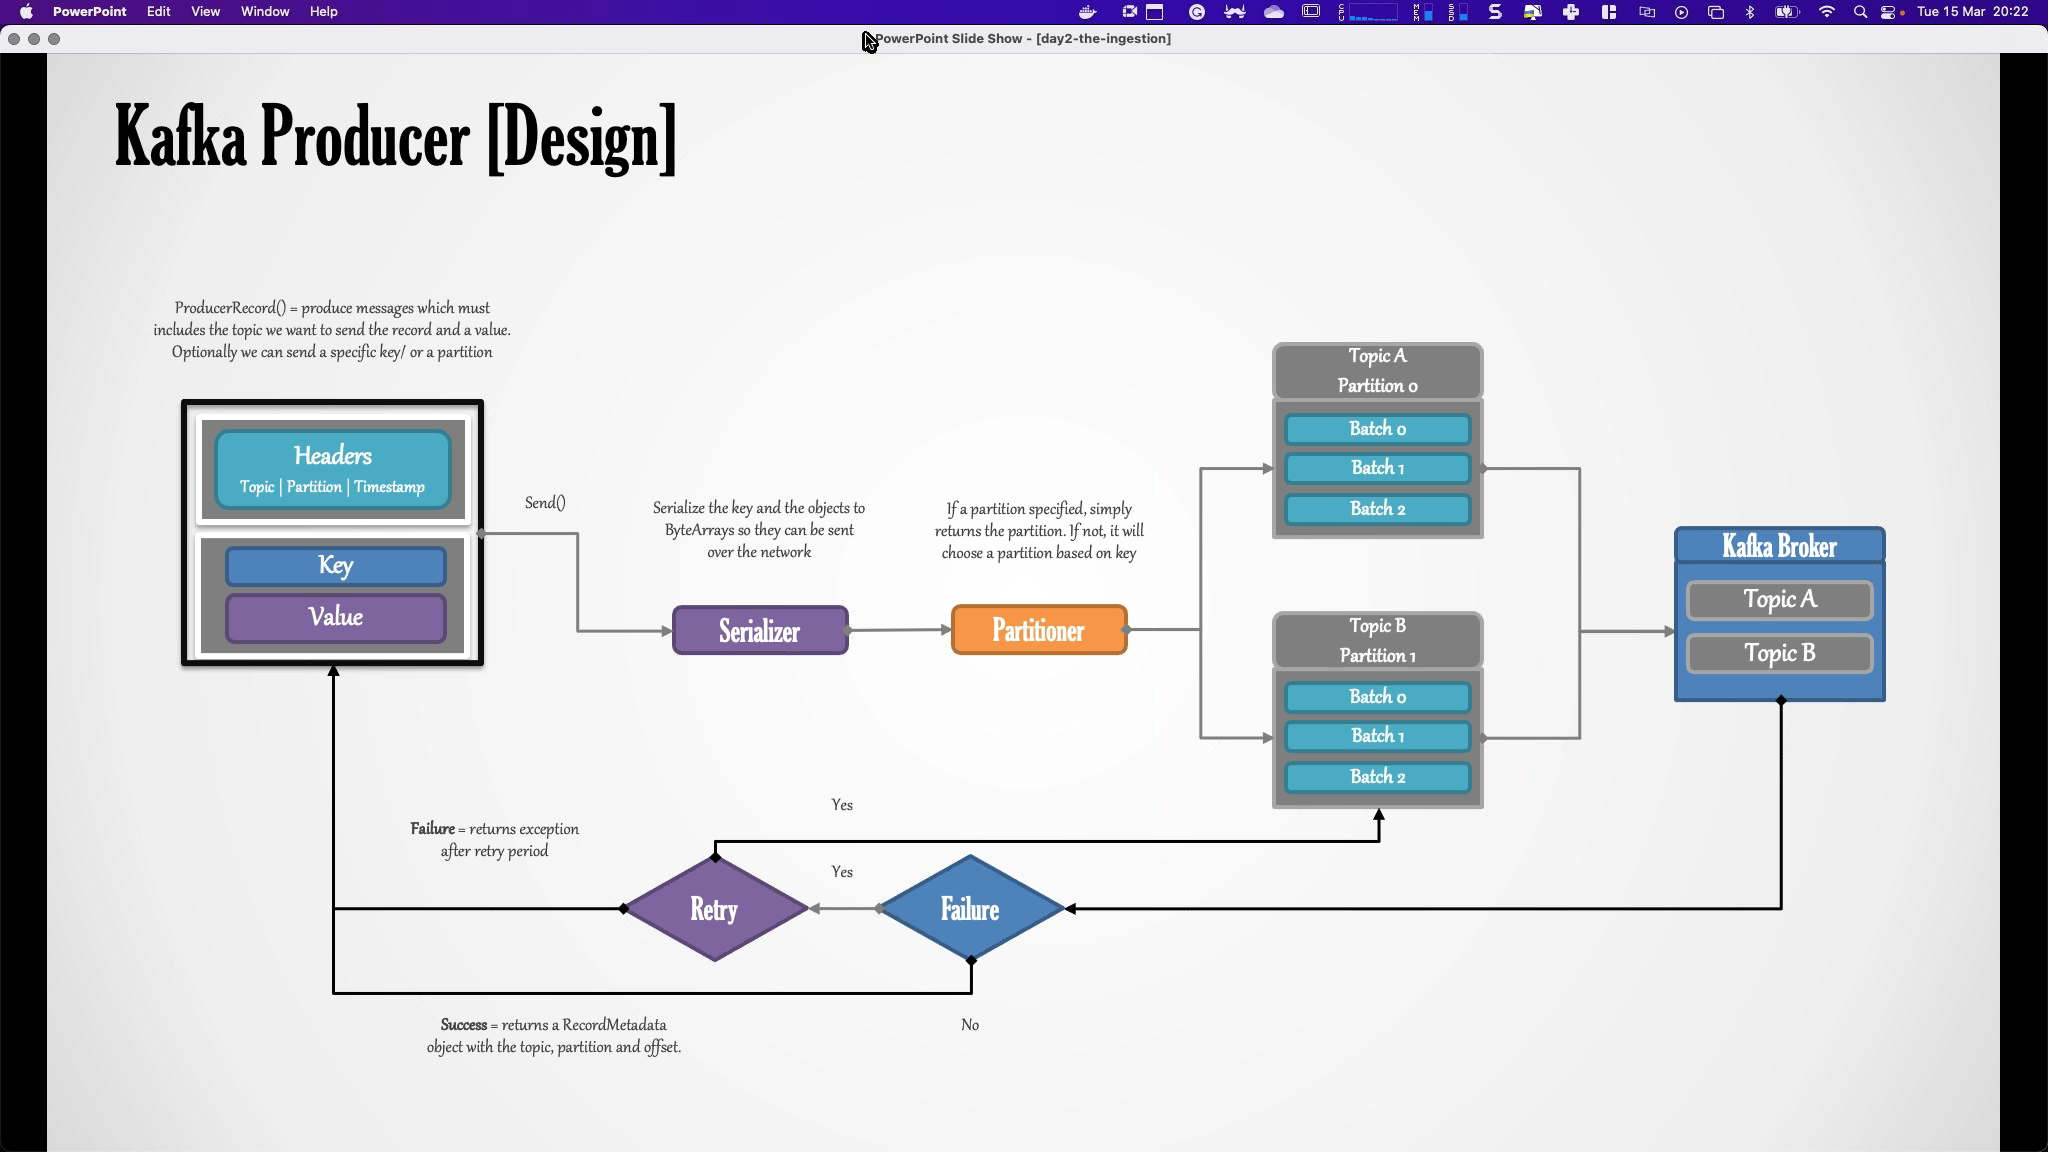 PowerPoint Edit View Window Help
Tue 15 Mar 20:22
PowerPoint Slide Show - [day2-the-ingestion]
Kafka Producer [Design]
ProducerRecord() = produce messages which must
includes the topic we want to send the record and a value.
Optionally we can send a specific key/ or a partition
Headers
Topic | Partition | Timestamp
Key
Value
Send()
Serialize the key and the objects to
ByteArrays so they can be sent
over the network
Serializer
If a partition specified, simply
returns the partition. If not, it will
choose a partition based on key
Partitioner
Topic A
Partition 0
Batch 0
Batch 1
Batch 2
Topic B
Partition 1
Batch 0
Batch 1
Batch 2
Kafka Broker
Topic A
Topic B
Yes
Failure = returns exception
after retry period
Yes
Retry
Failure
Success = returns a RecordMetadata
object with the topic, partition and offset.
No